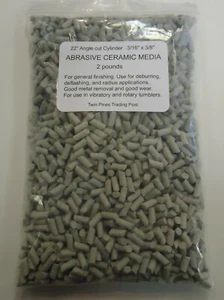 22° Angle cut Cylinder 3/16" x 3/8"
ABRASIVE CERAMIC MEDIA
2 pounds
For general finishing. Use for deburring,
deflashing, and radius applications.
Good metal removal and good wear.
For use in vibratory and rotary tumblers.
Twin Pines Trading Post